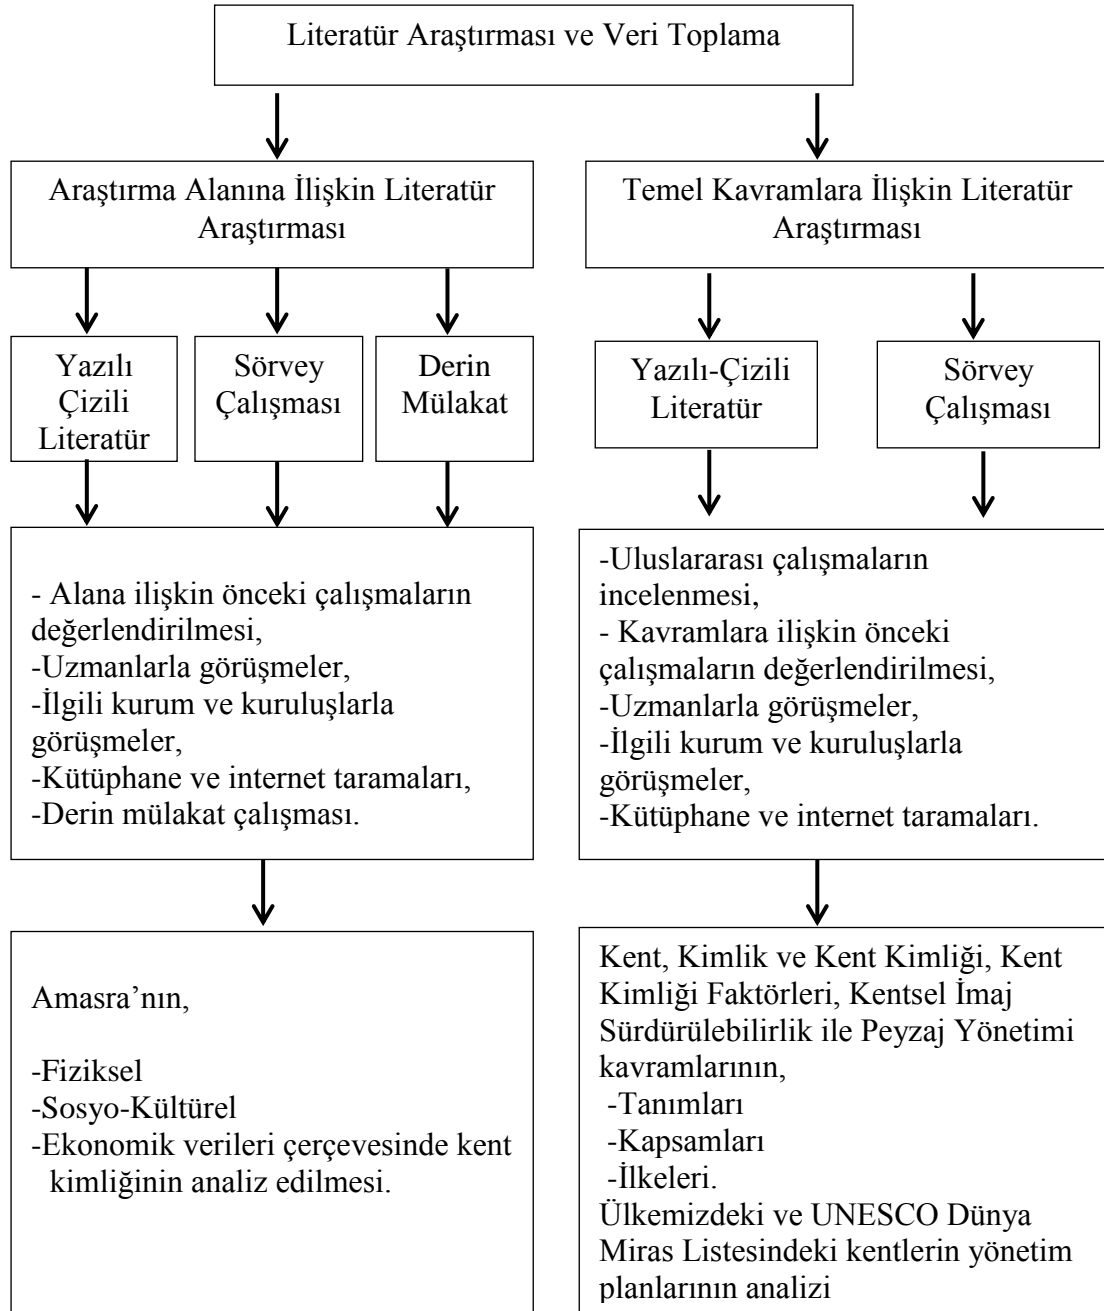 Literatür Araştırması ve Veri Toplama
Araştırma Alanına İlişkin Literatür
Araştırması
Temel Kavramlara İlişkin Literatür
Araştırması
Yazılı
Çizili
Literatür
Sörvey
Çalışması
Derin
Mülakat
Yazılı-Çizili
Literatür
Sörvey
Çalışması
- Alana ilişkin önceki çalışmaların
değerlendirilmesi,
-Uzmanlarla görüşmeler,
-İlgili kurum ve kuruluşlarla
görüşmeler,
-Kütüphane ve internet taramaları,
-Derin mülakat çalışması.
-Uluslararası çalışmaların
incelenmesi,
- Kavramlara ilişkin önceki
çalışmaların değerlendirilmesi,
-Uzmanlarla görüşmeler,
-İlgili kurum ve kuruluşlarla
görüşmeler,
-Kütüphane ve internet taramaları.
Amasra’nın,
-Fiziksel
-Sosyo-Kültürel
-Ekonomik verileri çerçevesinde kent
kimliğinin analiz edilmesi.
Kent, Kimlik ve Kent Kimliği, Kent
Kimliği Faktörleri, Kentsel İmaj
Sürdürülebilirlik ile Peyzaj Yönetimi
kavramlarının,
-Tanımları
-Kapsamları
-İlkeleri.
Ülkemizdeki ve UNESCO Dünya
Miras Listesindeki kentlerin yönetim
planlarının analizi